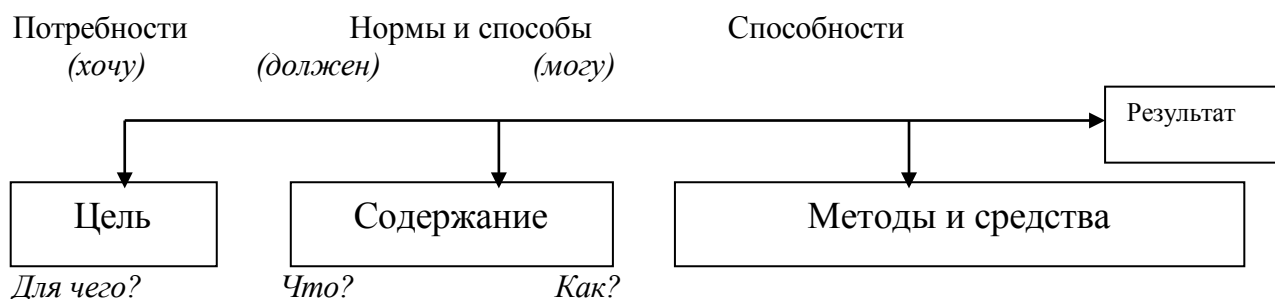 Потребности Нормы и способы Способности
(хочу) (должен) (могу)
Результат
Цель Содержание Методы и средства
Для чего? Что? Как?